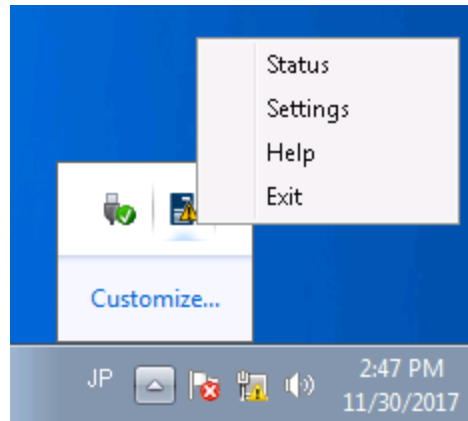 Status
Settings
Help
Exit
Customize...
JP
2:47 PM
11/30/2017